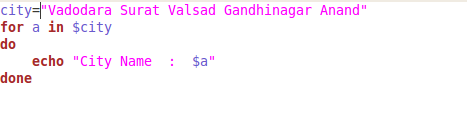 city="Vadodara Surat Valsad Gandhinagar Anand"
for a in $city
do
    echo "City Name  :  $a"
done